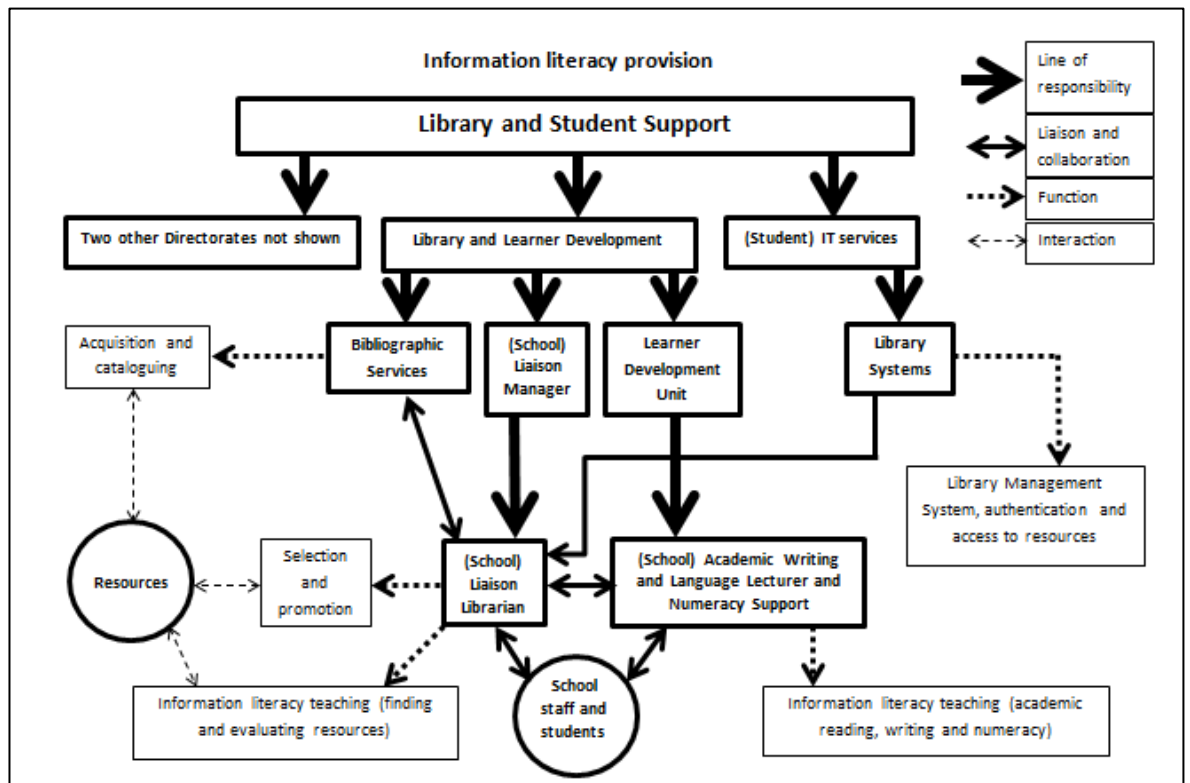 Information literacy provision
Line of
responsibility
Library and Student Support
Liaison and
collaboration
Function
Two other Directorates not shown
Library and Learner Development
(Student) IT services
Interaction
Acquisition and
cataloguing
Bibliographic
Services
(School)
Liaison
Manager
Learner
Development
Unit
Library
Systems
Library Management
System, authentication and
access to resources
Resources
Selection
and
promotion
(School)
Liaison
Librarian
(School) Academic Writing
and Language Lecturer and
Numeracy Support
Information literacy teaching (finding
and evaluating resources)
School
staff and
students
Information literacy teaching (academic
reading, writing and numeracy)